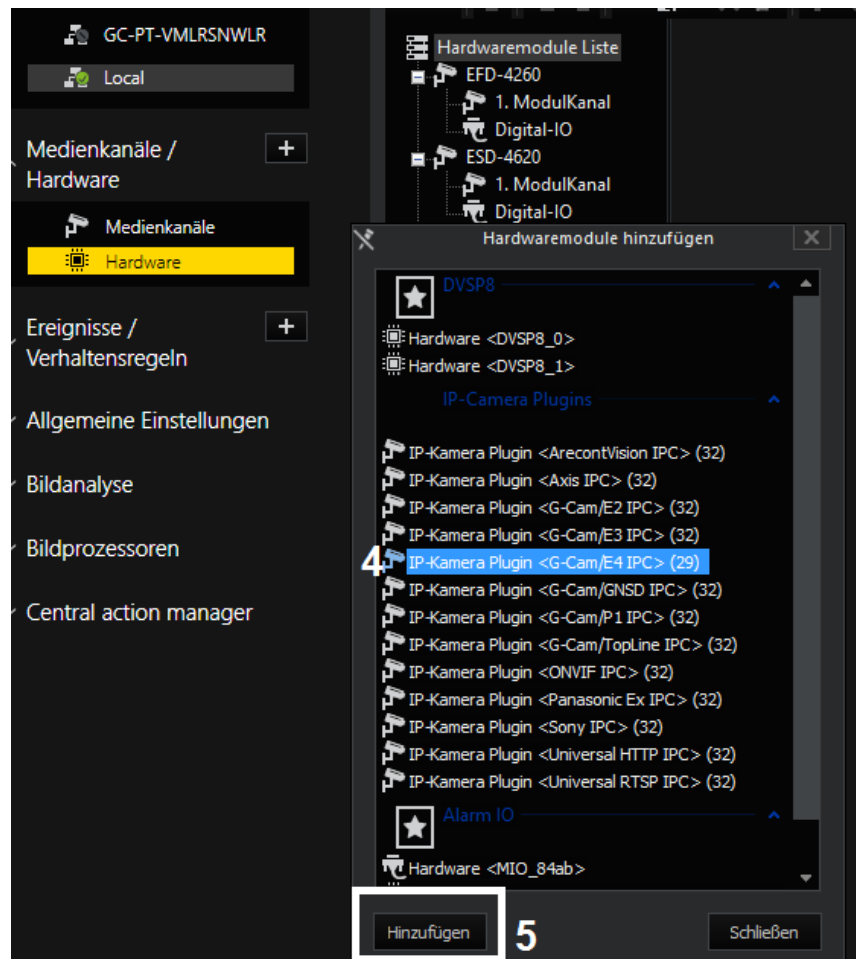 GC-PT-VMLRSNWLR
Local
Medienkanäle /
Hardware
+
Medienkanäle
Hardware
Ereignisse /
Verhaltensregeln
+
Allgemeine Einstellungen
Bildanalyse
Bildprozessoren
Central action manager
Hardwaremodule Liste
EFD-4260
1. ModulKanal
Digital-IO
ESD-4620
1. ModulKanal
Digital-IO
Hardwaremodule hinzufügen
DVSP8
Hardware <DVSP8_0>
Hardware <DVSP8_1>
IP-Camera Plugins
IP-Kamera Plugin <ArecontVision IPC> (32)
IP-Kamera Plugin <Axis IPC> (32)
IP-Kamera Plugin <G-Cam/E2 IPC> (32)
IP-Kamera Plugin <G-Cam/E3 IPC> (32)
4 IP-Kamera Plugin <G-Cam/E4 IPC> (29)
IP-Kamera Plugin <G-Cam/GNSD IPC> (32)
IP-Kamera Plugin <G-Cam/P1 IPC> (32)
IP-Kamera Plugin <G-Cam/TopLine IPC> (32)
IP-Kamera Plugin <ONVIF IPC> (32)
IP-Kamera Plugin <Panasonic Ex IPC> (32)
IP-Kamera Plugin <Sony IPC> (32)
IP-Kamera Plugin <Universal HTTP IPC> (32)
IP-Kamera Plugin <Universal RTSP IPC> (32)
Alarm IO
Hardware <MIO_84ab>
Hinzufügen 5 Schließen